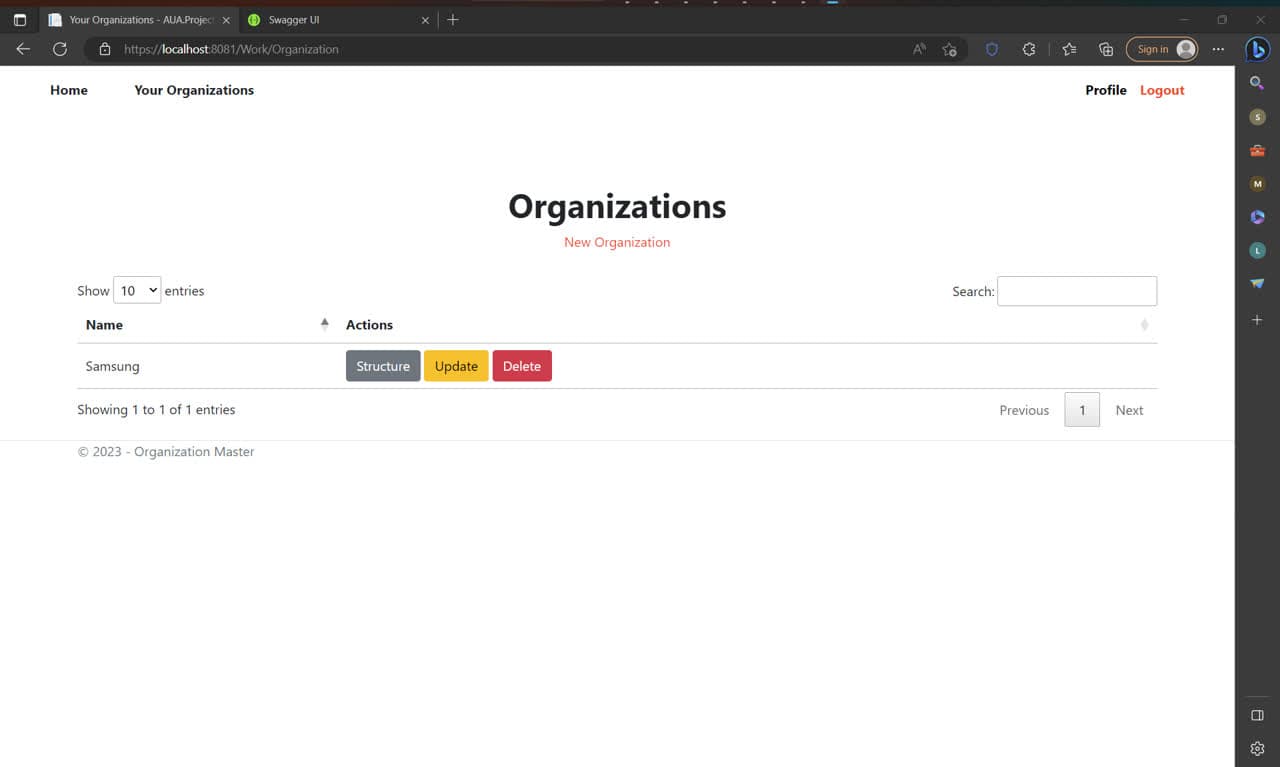 Your Organizations - AUA.Projec
Swagger UI
https://localhost:8081/Work/Organization
Sign in
Home
Your Organizations
Profile
Logout
Organizations
New Organization
Show 10 entries
Search:
Name
Actions
Samsung
Structure
Update
Delete
Showing 1 to 1 of 1 entries
Previous
1
Next
© 2023 - Organization Master
S
M
L